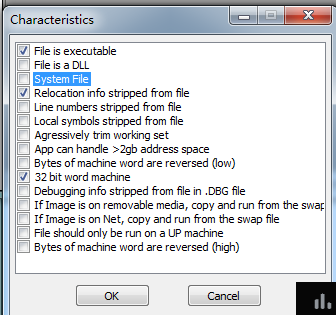 Characteristics
File is executable
File is a DLL
System File
Relocation info stripped from file
Line numbers stripped from file
Local symbols stripped from file
Agressively trim working set
App can handle >2gb address space
Bytes of machine word are reversed (low)
32 bit word machine
Debugging info stripped from file in .DBG file
If Image is on removable media, copy and run from the swap
If Image is on Net, copy and run from the swap file
File should only be run on a UP machine
Bytes of machine word are reversed (high)
OK
Cancel